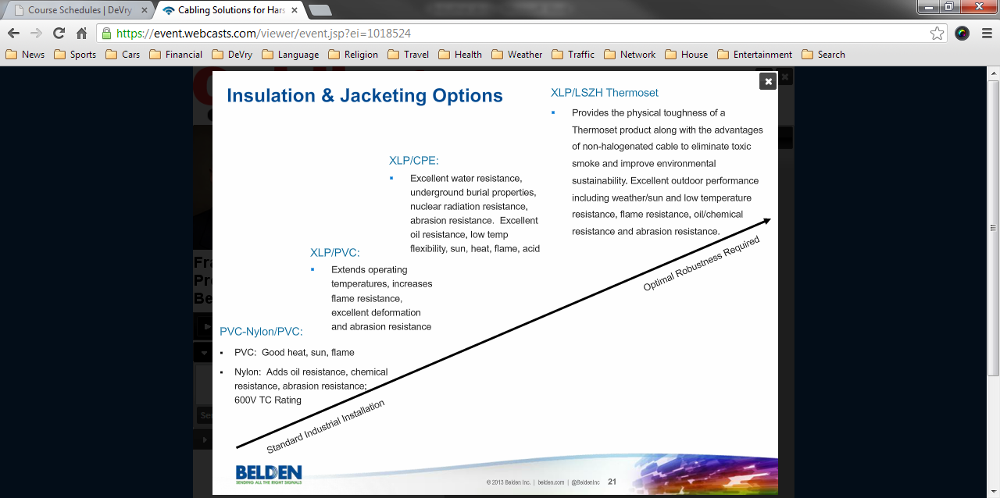 Course Schedules | DeVry
Cabling Solutions for Hars
https://event.webcasts.com/viewer/event.jsp?ei=1018524
News
Sports
Cars
Financial
DeVry
Language
Religion
Travel
Health
Weather
Traffic
Network
House
Entertainment
Search
Insulation & Jacketing Options
XLP/LSZH Thermoset
Provides the physical toughness of a
Thermoset product along with the advantages
of non-halogenated cable to eliminate toxic
smoke and improve environmental
sustainability. Excellent outdoor performance
including weather/sun and low temperature
resistance, flame resistance, oil/chemical
resistance and abrasion resistance.
XLP/CPE:
Excellent water resistance,
underground burial properties,
nuclear radiation resistance,
abrasion resistance. Excellent
oil resistance, low temp
flexibility, sun, heat, flame, acid
XLP/PVC:
Extends operating
temperatures, increases
flame resistance,
excellent deformation
and abrasion resistance
PVC-Nylon/PVC:
PVC: Good heat, sun, flame
Nylon: Adds oil resistance, chemical
resistance, abrasion resistance;
600V TC Rating
Standard Industrial Installation
Optimal Robustness Required
Fra
Pro
Be
BELDEN
SENDING ALL THE RIGHT SIGNALS
© 2013 Belden Inc. | belden.com | @BeldenInc 21